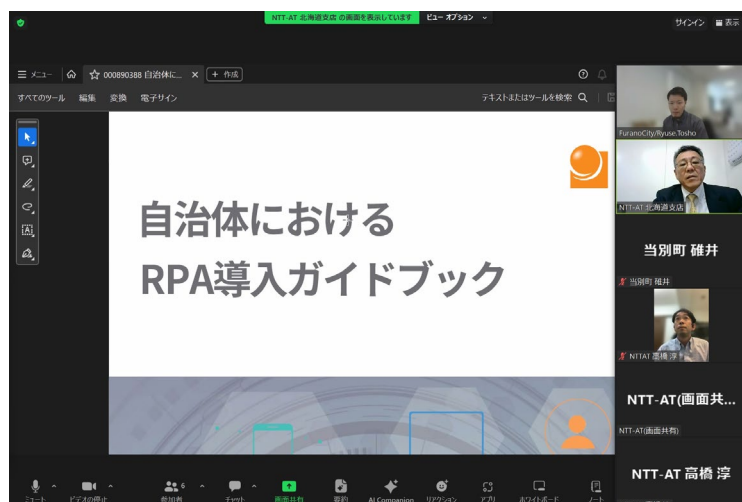 NTT-AT 北海道支店 の画面を表示しています
ビュー オプション
サインイン
表示
メニュー
000890388 自治体に...
+ 作成
すべてのツール
編集
変換
電子サイン
テキストまたはツールを検索
自治体における
RPA導入ガイドブック
FuranoCity/Ryuse.Tosho
NTT-AT 北海道支店
当別町 碓井
当別町 碓井
NTTAT 高橋 淳
NTT-AT(画面共...
NTT-AT(画面共有)
NTT-AT 高橋 淳
ミュート
ビデオの停止
6
参加者
チャット
画面共有
要約
AI Companion
リアクション
アプリ
ホワイトボード
ノート